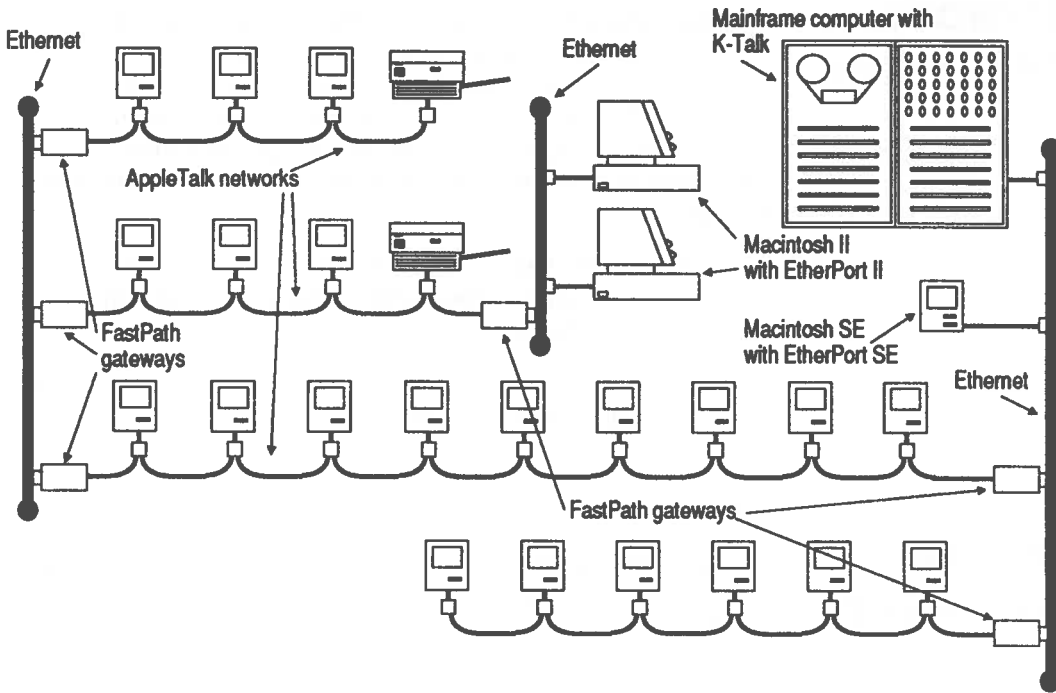 Ethernet
Ethernet
Mainframe computer with
K-Talk
AppleTalk networks
Macintosh II
with EtherPort II
FastPath
gateways
Macintosh SE
with EtherPort SE
Ethernet
FastPath gateways